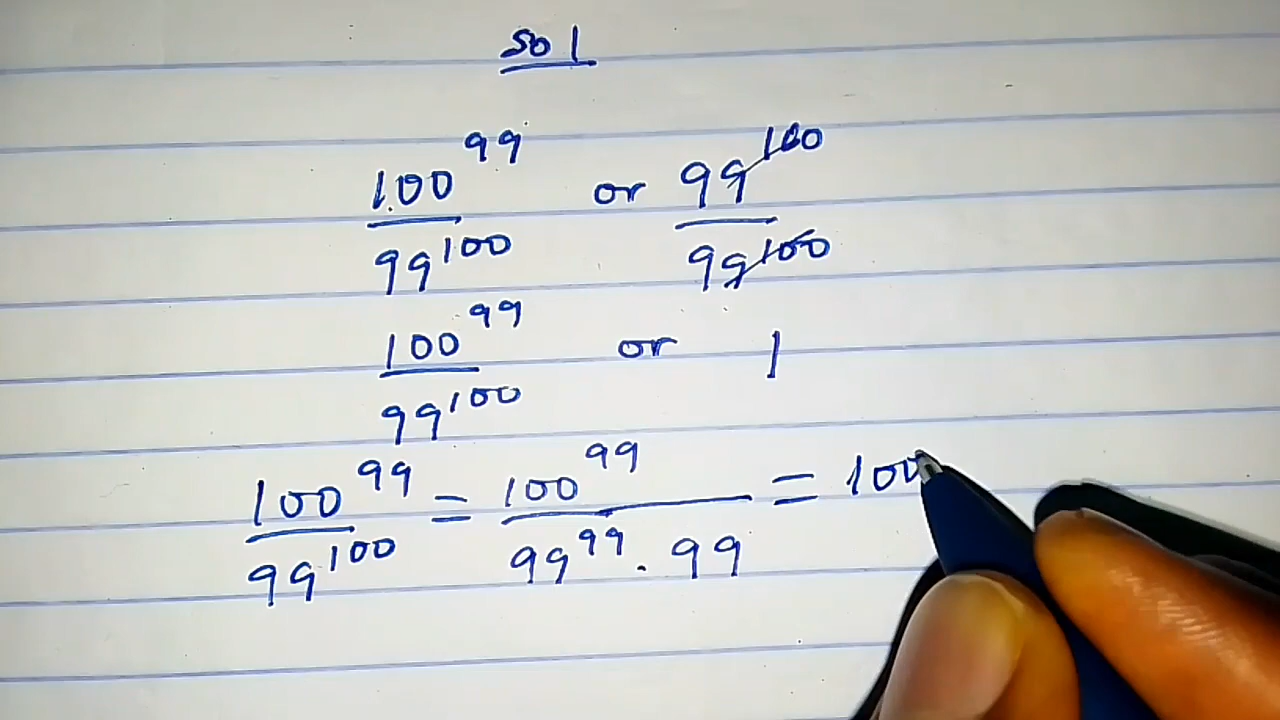 Sol
100^99 / 99^100 or 99^100 / 99^100
100^99 / 99^100 or 1
100^99 / 99^100 = 100^99 / 99^99 . 99 = 100